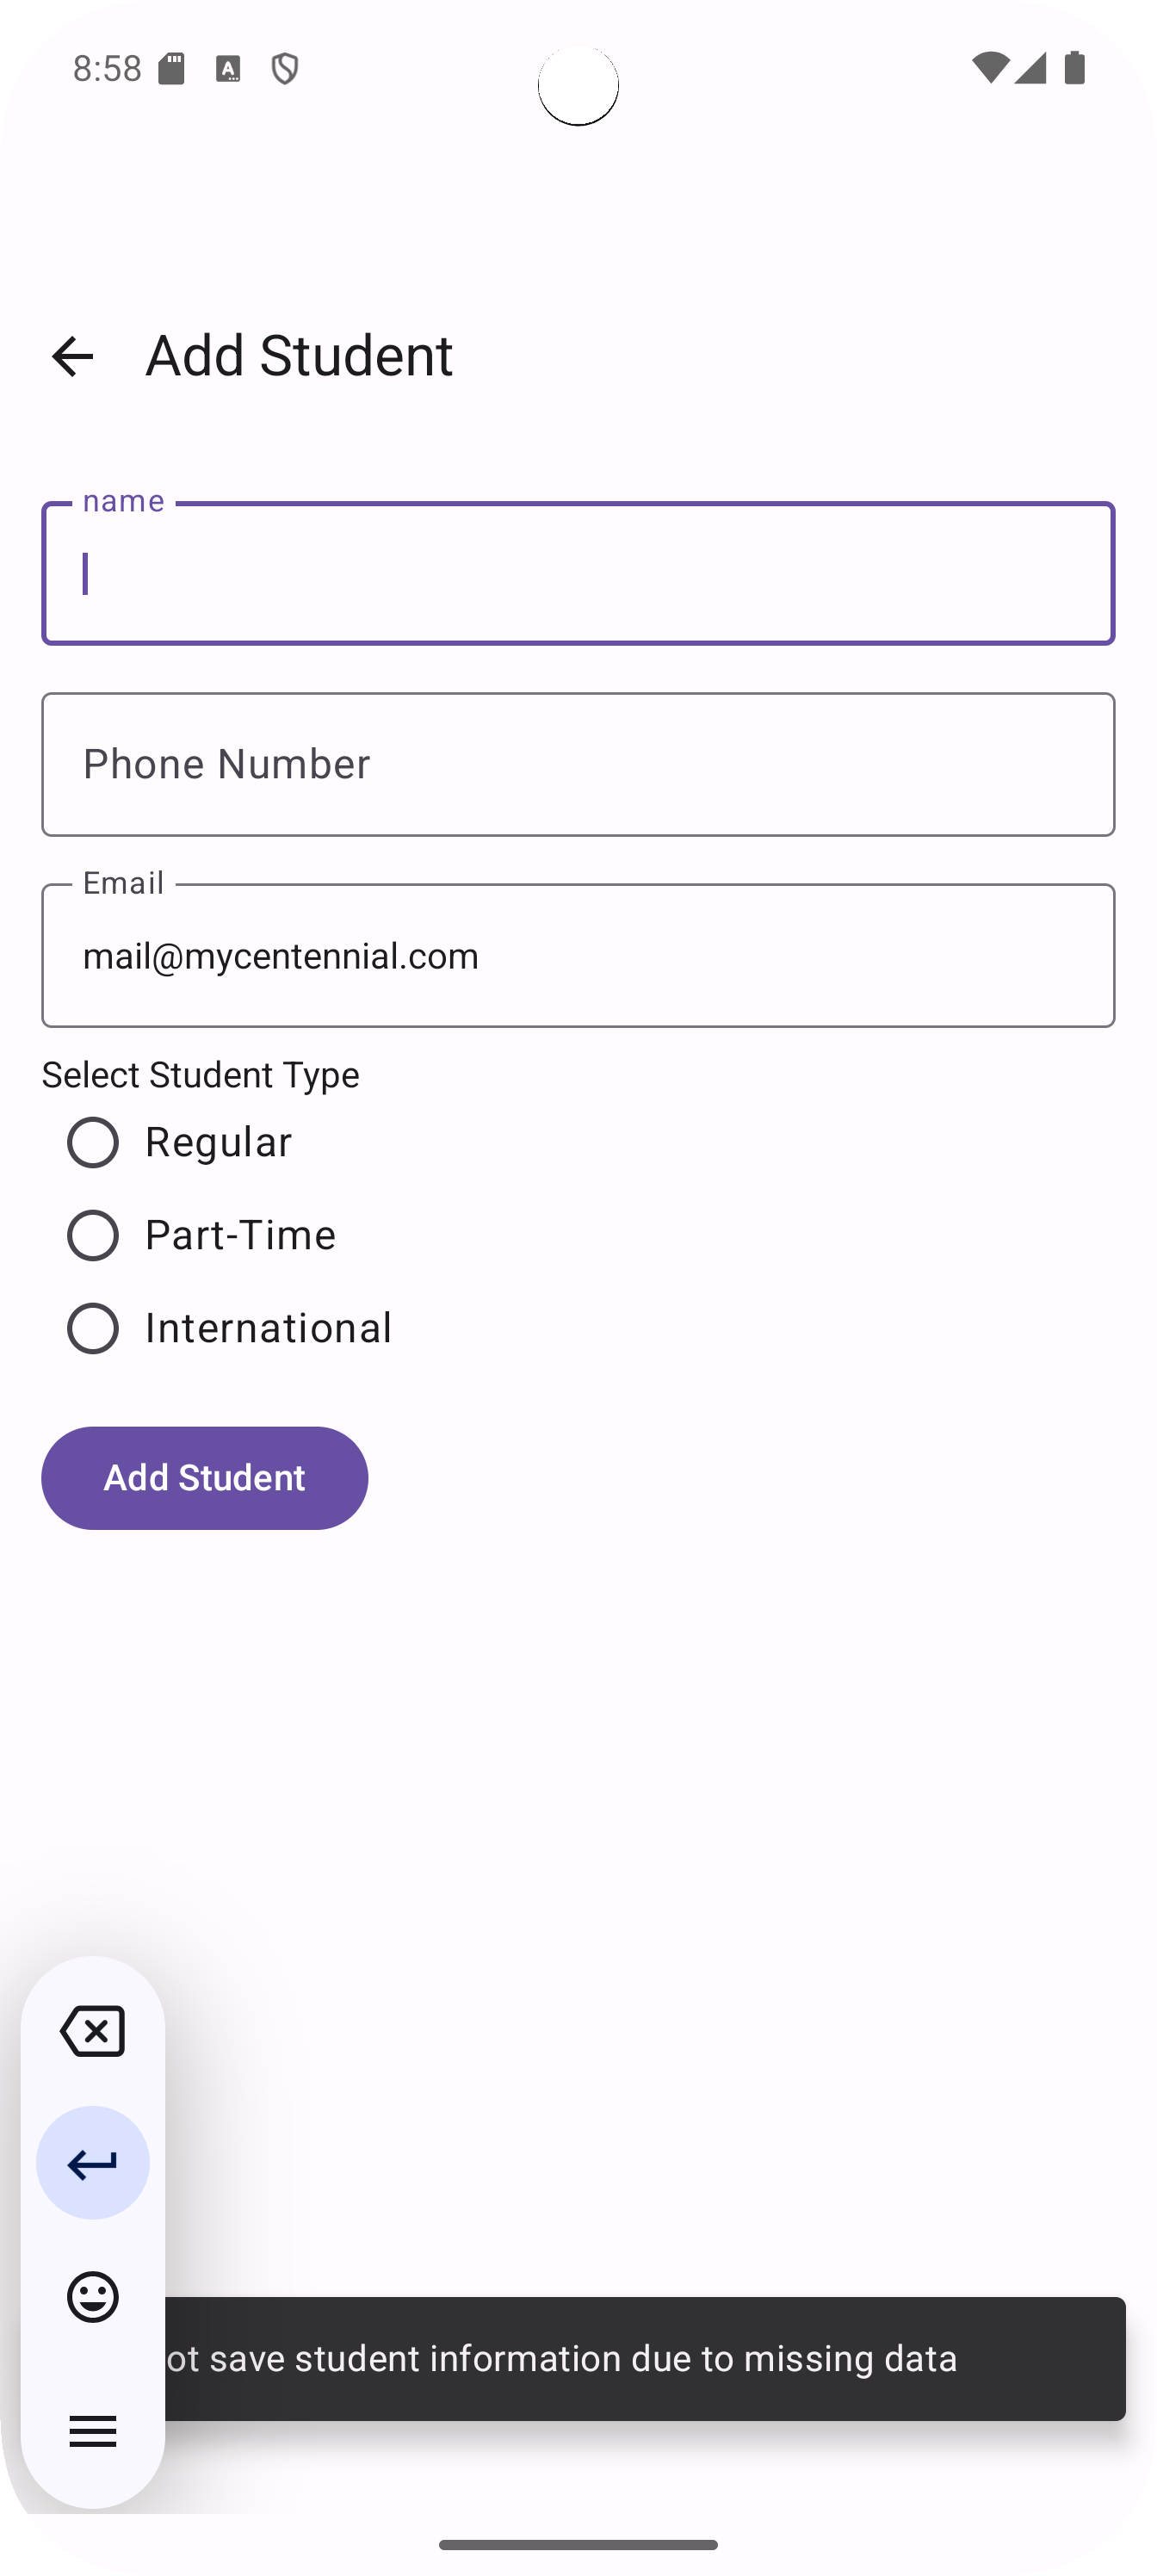 8:58
Add Student
name
Phone Number
Email
mail@mycentennial.com
Select Student Type
Regular
Part-Time
International
Add Student
ot save student information due to missing data